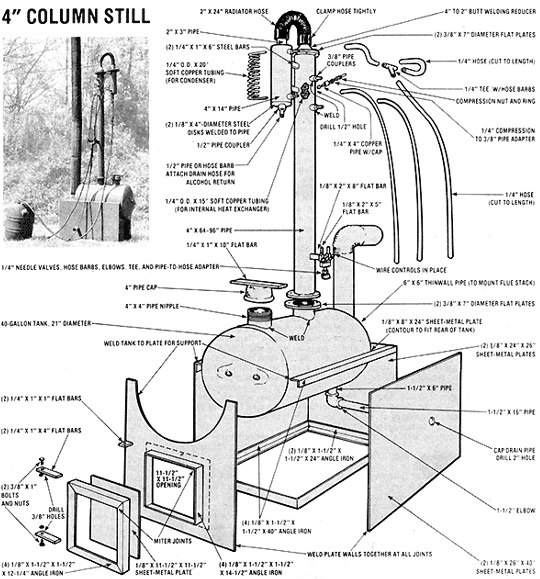 4" COLUMN STILL
2" X 24" RADIATOR HOSE
CLAMP HOSE TIGHTLY
4" TO 2" BUTT WELDING REDUCER
2" X 3" PIPE
(2) 3/8" X 7" DIAMETER FLAT PLATES
(2) 1/4" X 1" X 6" STEEL BARS
3/8" PIPE
COUPLERS
1/4" HOSE (CUT TO LENGTH)
1/4" O.D. X 20'
SOFT COPPER TUBING
(FOR CONDENSER)
1/4" TEE W/HOSE BARBS
COMPRESSION NUT AND RING
4" X 14" PIPE
WELD
(2) 1/8" X 4"-DIAMETER STEEL
DISKS WELDED TO PIPE
DRILL 1/2" HOLE
1/4" COMPRESSION
TO 3/8" PIPE ADAPTER
1/2" PIPE COUPLER
1/4" X 4" COPPER
PIPE W/CAP
1/2" PIPE OR HOSE BARB
ATTACH DRAIN HOSE FOR
ALCOHOL RETURN
1/8" X 2" X 8" FLAT BAR
1/4" O.D. X 15" SOFT COPPER TUBING
(FOR INTERNAL HEAT EXCHANGER)
1/8" X 2" X 5"
FLAT BAR
1/4" HOSE
(CUT TO LENGTH)
4" X 64-96" PIPE
1/4" X 1" X 10" FLAT BAR
1/4" NEEDLE VALVES, HOSE BARBS, ELBOWS, TEE, AND PIPE-TO-HOSE ADAPTER
WIRE CONTROLS IN PLACE
4" PIPE CAP
6" X 6" THINWALL PIPE (TO MOUNT FLUE STACK)
4" X 4" PIPE NIPPLE
(2) 3/8" X 7" DIAMETER FLAT PLATES
40-GALLON TANK, 21" DIAMETER
1/8" X 8" X 24" SHEET-METAL PLATE
(CONTOUR TO FIT REAR OF TANK)
WELD
WELD TANK TO PLATE FOR SUPPORT
(2) 1/8" X 24" X 26"
SHEET-METAL PLATES
1-1/2" X 6" PIPE
(2) 1/4" X 1" X 1" FLAT BARS
1-1/2" X 16" PIPE
(2) 1/4" X 1" X 4" FLAT BARS
(2) 1/8" X 1-1/2" X
1-1/2" X 24" ANGLE IRON
CAP DRAIN PIPE
DRILL 2" HOLE
11-1/2"
X 11-1/2"
OPENING
(2) 3/8" X 1"
BOLTS
AND NUTS
DRILL
3/8" HOLES
1-1/2" ELBOW
MITER JOINTS
(4) 1/8" X 1-1/2" X
1-1/2" X 40" ANGLE IRON
(4) 1/8" X 1-1/2" X 1-1/2"
X 12-1/4" ANGLE IRON
1/8" X 11-1/2" X 11-1/2"
SHEET-METAL PLATE
(4) 1/8" X 1-1/2" X 1-1/2"
X 14-1/2" ANGLE IRON
WELD PLATE WALLS TOGETHER AT ALL JOINTS
(2) 1/8" X 26" X 40"
SHEET-METAL PLATES